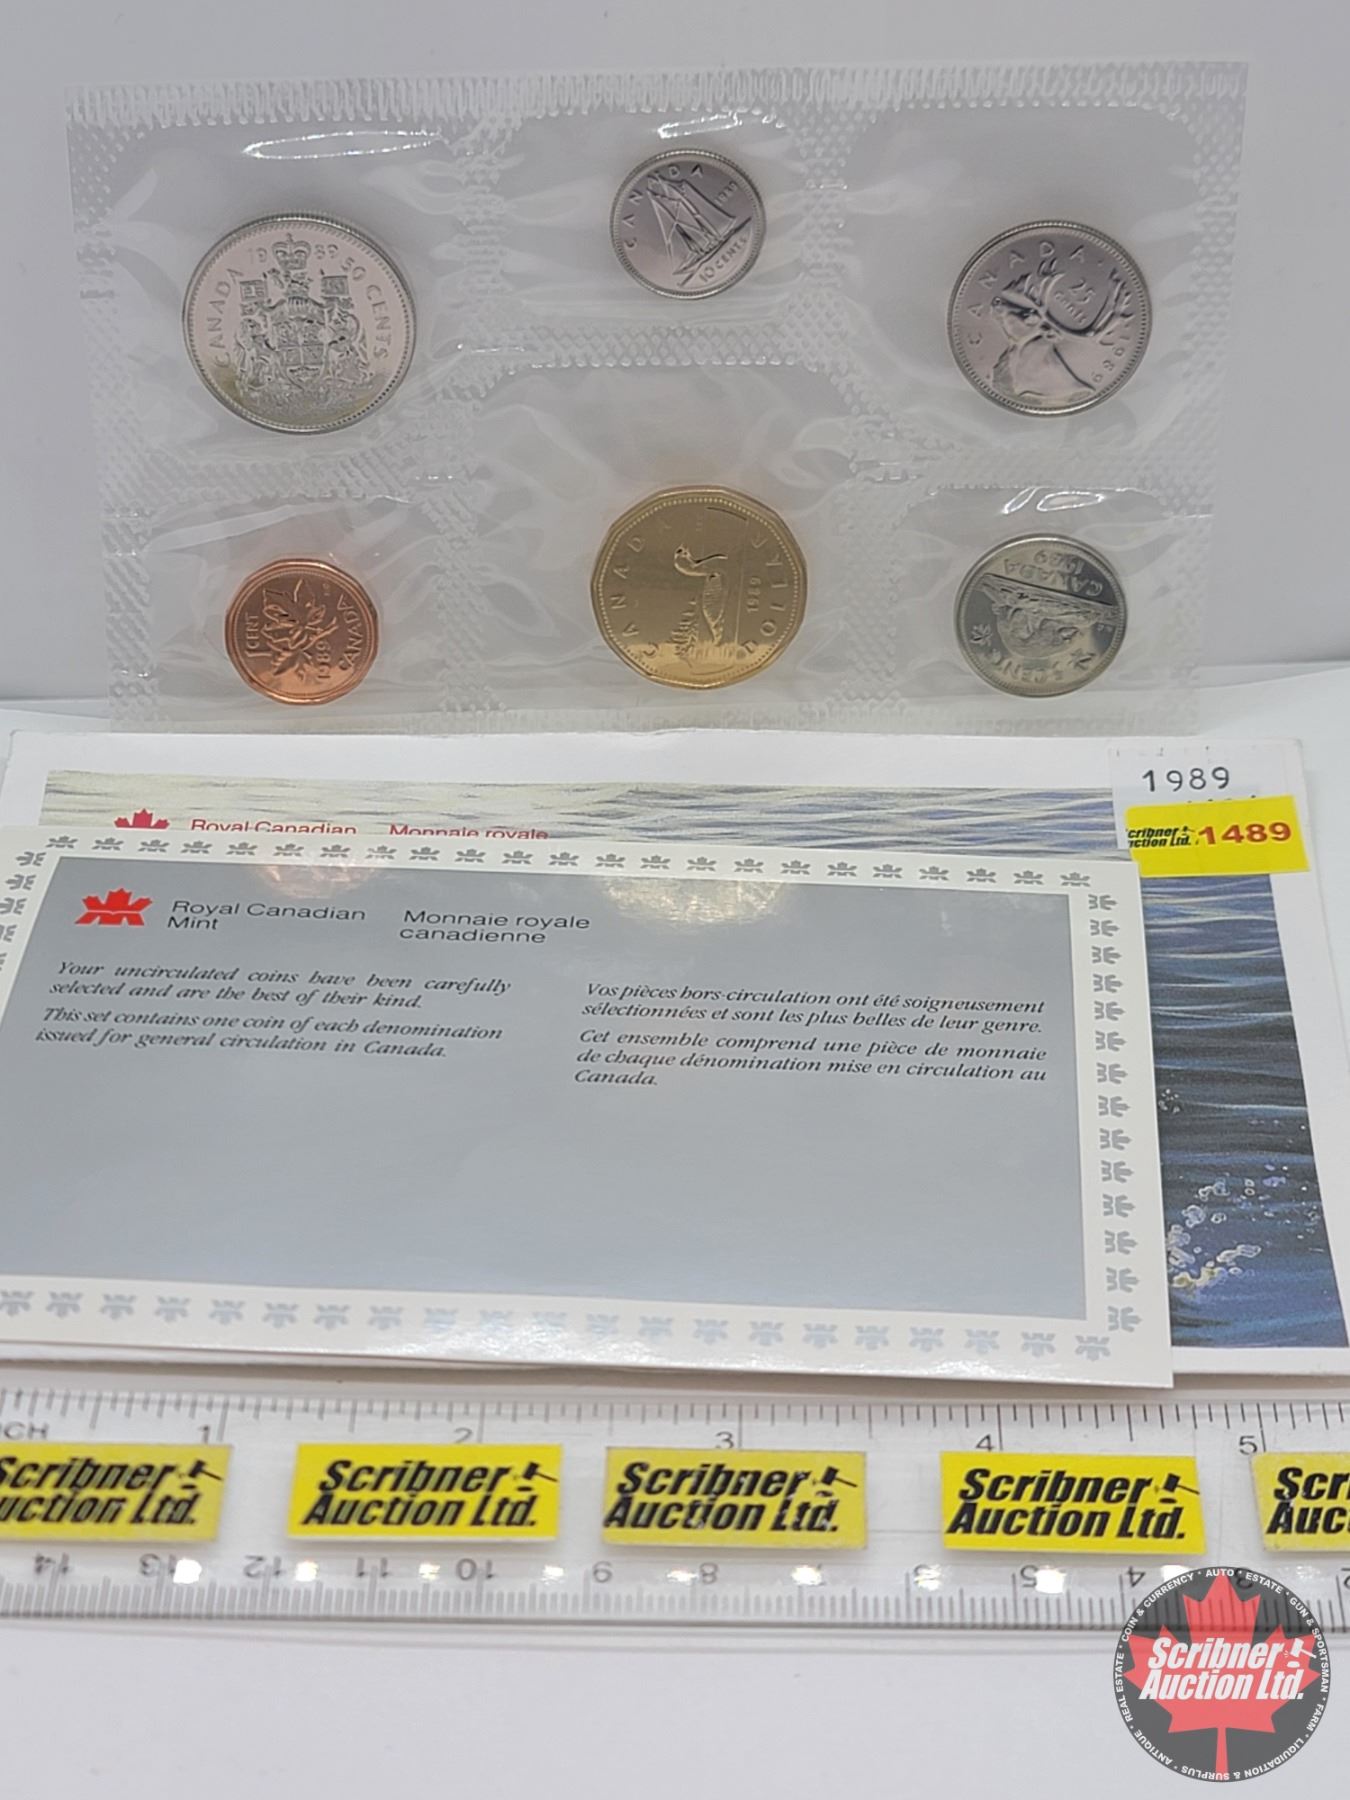 CANADA 1989 50 CENTS
CANADA 1989
10 CENTS
CANADA
25
cents
1989
1 CENT
1989
CANADA
CANADA
1989
DOLLAR
CANADA
1989
5 CENTS
1989
Royal Canadian Monnaie royale
Scribner
Auction Ltd. 1489
Royal Canadian
Mint
Monnaie royale
canadienne
Your uncirculated coins have been carefully
selected and are the best of their kind.
This set contains one coin of each denomination
issued for general circulation in Canada.
Vos pièces hors-circulation ont été soigneusement
sélectionnées et sont les plus belles de leur genre.
Cet ensemble comprend une pièce de monnaie
de chaque dénomination mise en circulation au
Canada.
1 2 3 4 5
Scribner
Auction Ltd.
Scribner
Auction Ltd.
Scribner
Auction Ltd.
Scribner
Auction Ltd.
Scr
Auc
14 13 12 11 10 9 8 7 6 5 4 3 2
ANTIQUE * REAL ESTATE * COIN & CURRENCY * AUTO * ESTATE * GUN & SPORTSMAN * FARM * LIQUIDATION & SURPLUS *
Scribner
Auction Ltd.